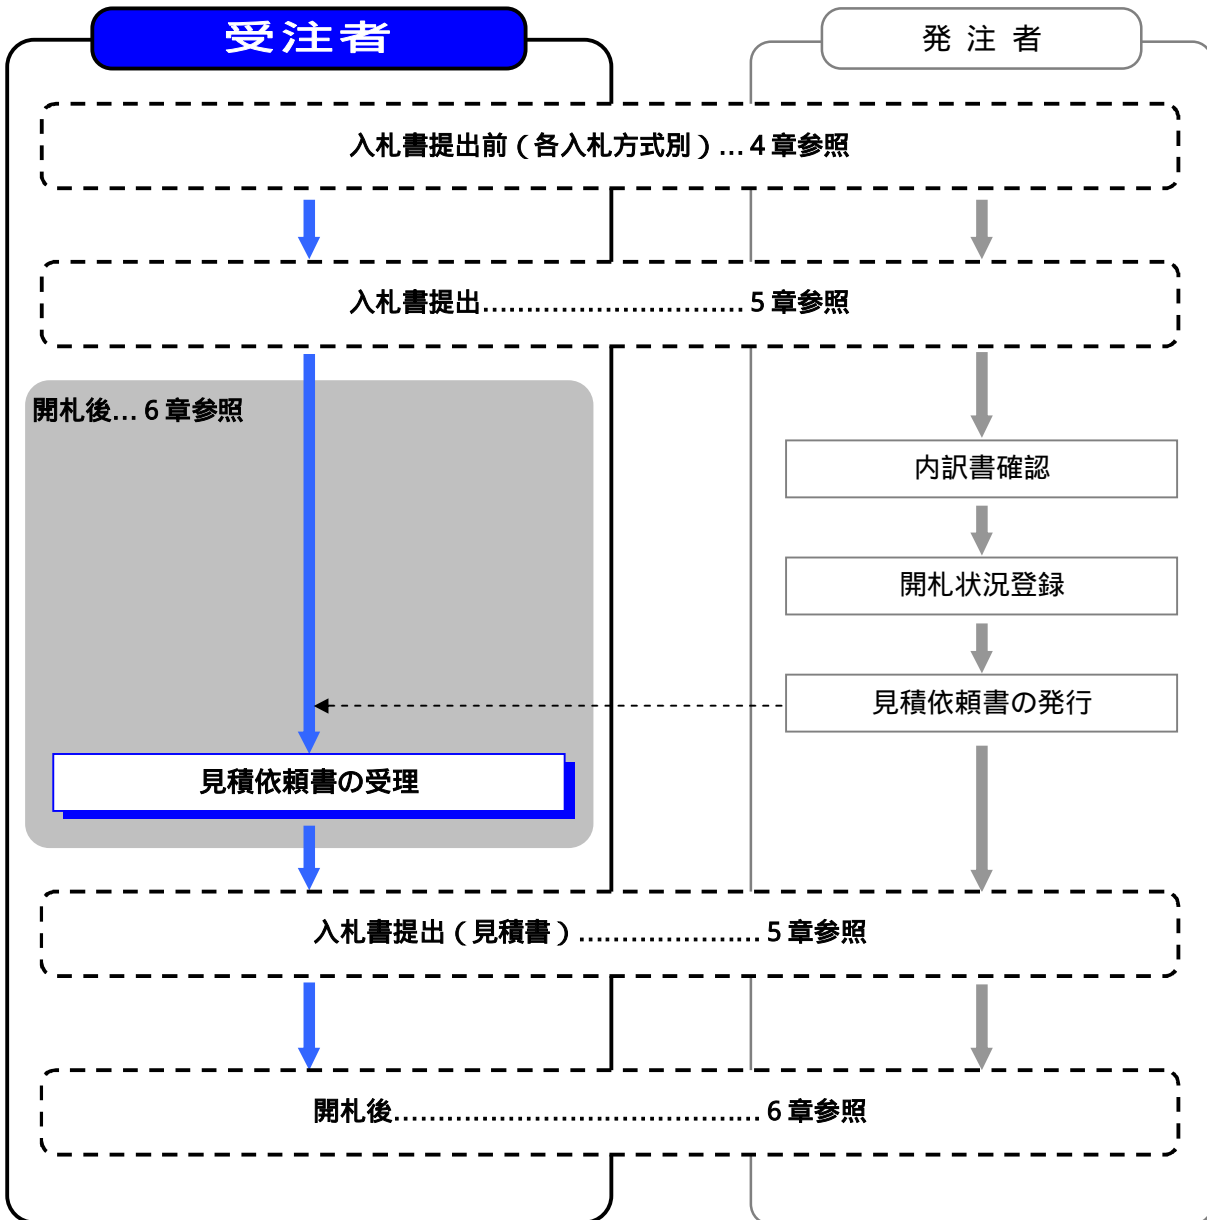 受注者
発 注 者
入札書提出前（各入札方式別）…４章参照
入札書提出…………………………５章参照
開札後…６章参照
内訳書確認
開札状況登録
見積依頼書の発行
見積依頼書の受理
入札書提出（見積書）…………………５章参照
開札後……………………………………６章参照